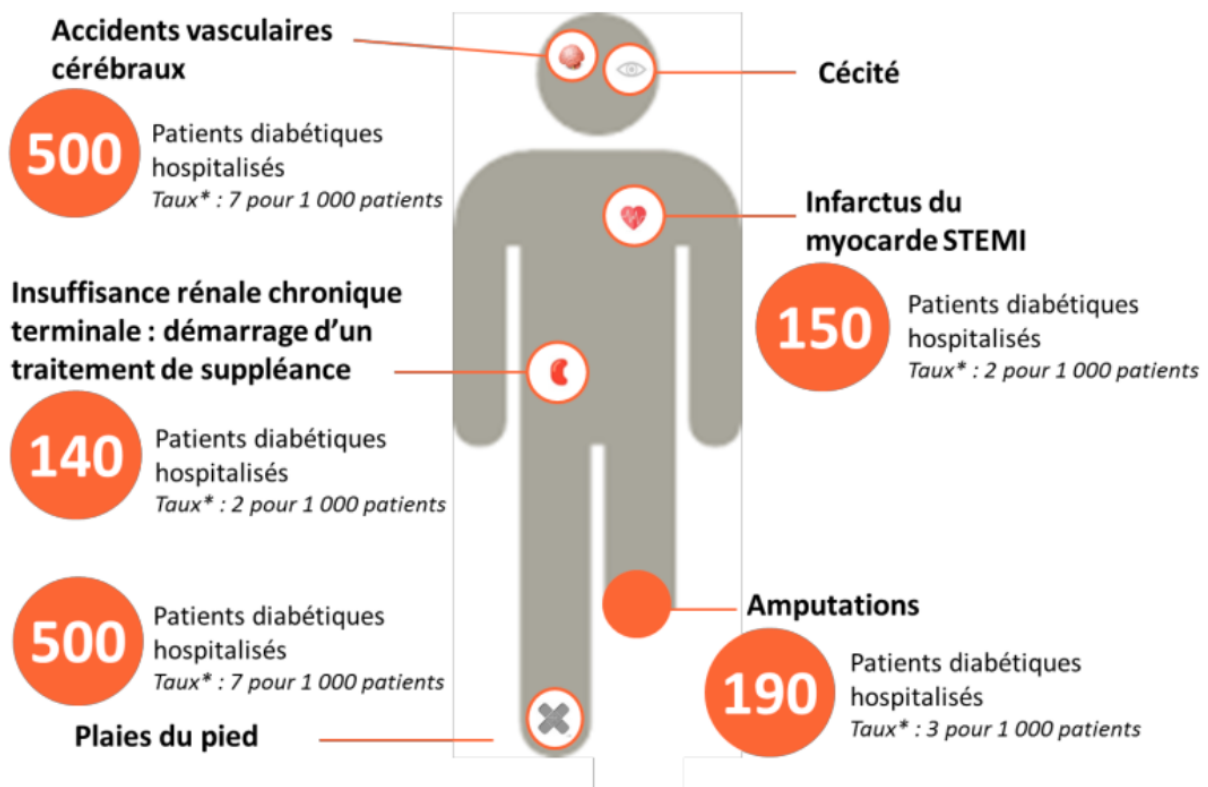 Accidents vasculaires
cérébraux
500
Patients diabétiques
hospitalisés
Taux* : 7 pour 1 000 patients
Cécité
Infarctus du
myocarde STEMI
150
Patients diabétiques
hospitalisés
Taux* : 2 pour 1 000 patients
Insuffisance rénale chronique
terminale : démarrage d'un
traitement de suppléance
140
Patients diabétiques
hospitalisés
Taux* : 2 pour 1 000 patients
500
Patients diabétiques
hospitalisés
Taux* : 7 pour 1 000 patients
Plaies du pied
Amputations
190
Patients diabétiques
hospitalisés
Taux* : 3 pour 1 000 patients